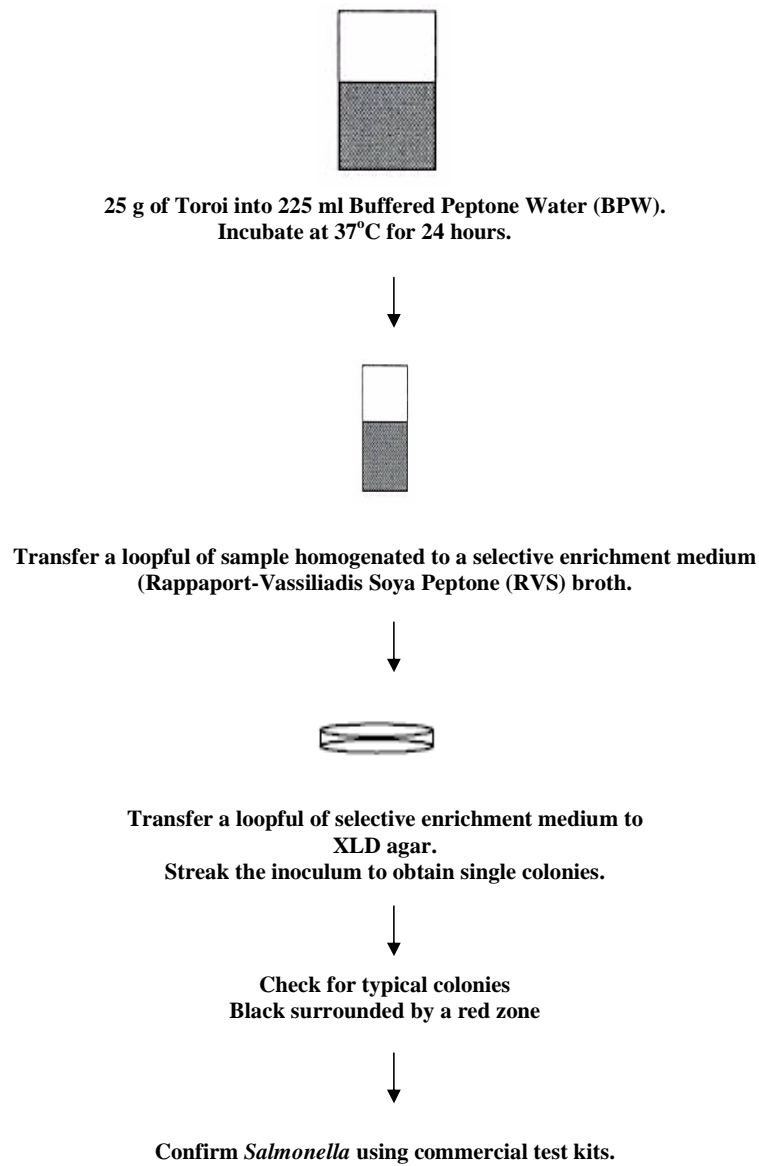 25 g of Toroi into 225 ml Buffered Peptone Water (BPW).
Incubate at 37°C for 24 hours.
Transfer a loopful of sample homogenated to a selective enrichment medium
(Rappaport-Vassiliadis Soya Peptone (RVS) broth.
Transfer a loopful of selective enrichment medium to
XLD agar.
Streak the inoculum to obtain single colonies.
Check for typical colonies
Black surrounded by a red zone
Confirm Salmonella using commercial test kits.